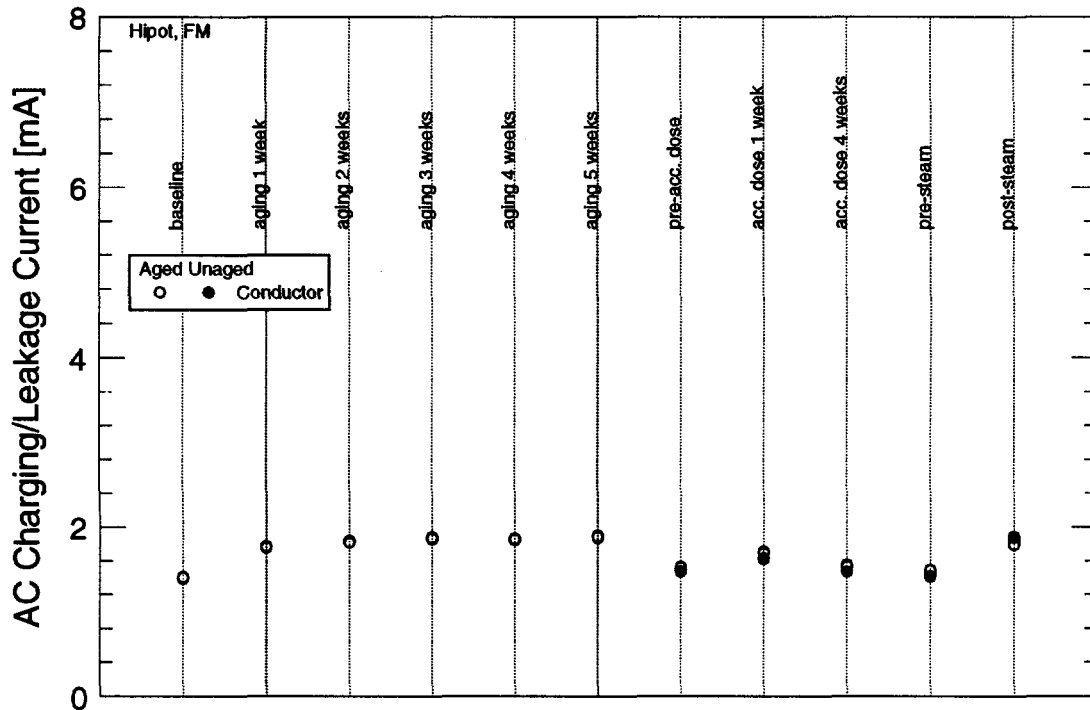 8
Hipot, FM
6
4
2
0
AC Charging/Leakage Current [mA]
baseline
aging 1 week
aging 2 weeks
aging 3 weeks
aging 4 weeks
aging 5 weeks
pre-acc. dose
acc. dose 1 week
acc. dose 4 weeks
pre-steam
post-steam
Aged Unaged
Conductor